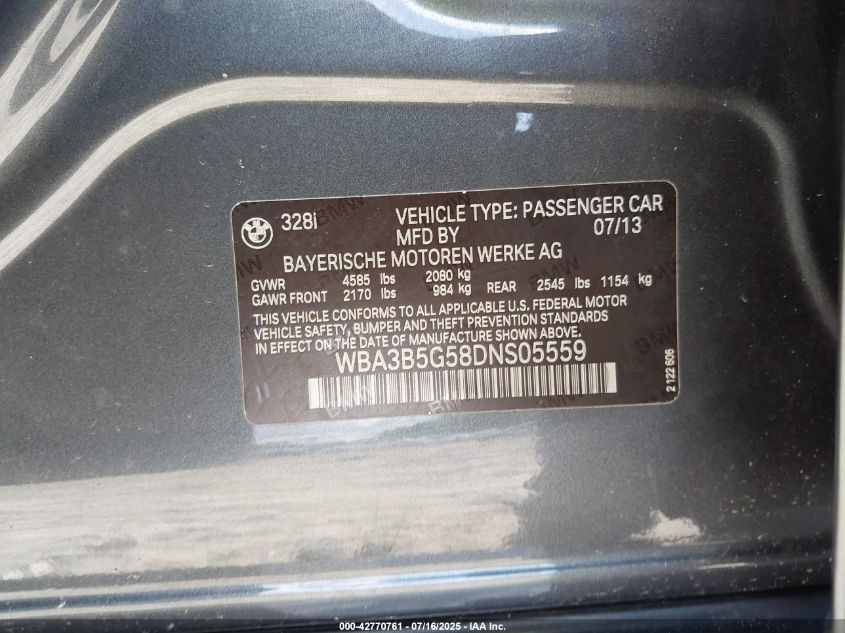 328i VEHICLE TYPE: PASSENGER CAR
MFD BY 07/13
BAYERISCHE MOTOREN WERKE AG
GVWR 4585 lbs 2080 kg
GAWR FRONT 2170 lbs 984 kg REAR 2545 lbs 1154 kg
THIS VEHICLE CONFORMS TO ALL APPLICABLE U.S. FEDERAL MOTOR
VEHICLE SAFETY, BUMPER AND THEFT PREVENTION STANDARDS
IN EFFECT ON THE DATE OF MANUFACTURE SHOWN ABOVE.
WBA3B5G58DNS05559
2 122 606
000-42770761 - 07/16/2025 - IAA Inc.